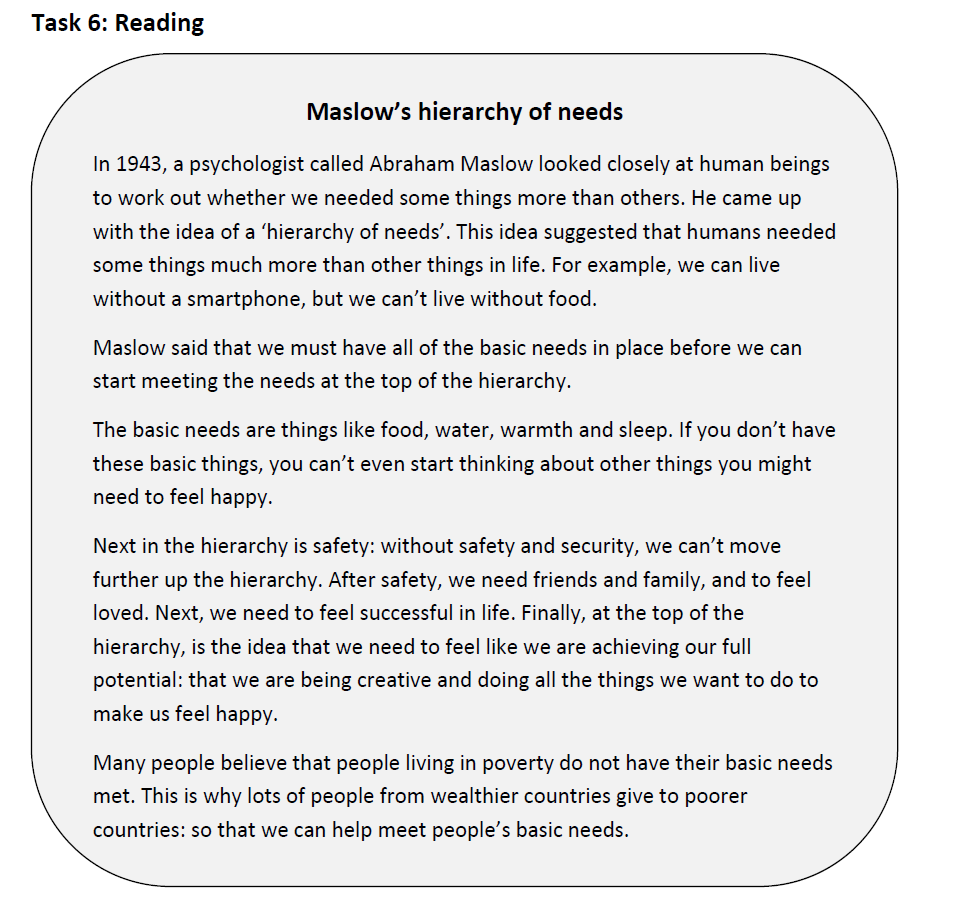 Task 6: Reading
Maslow’s hierarchy of needs
In 1943, a psychologist called Abraham Maslow looked closely at human beings
to work out whether we needed some things more than others. He came up
with the idea of a ‘hierarchy of needs’. This idea suggested that humans needed
some things much more than other things in life. For example, we can live
without a smartphone, but we can’t live without food.
Maslow said that we must have all of the basic needs in place before we can
start meeting the needs at the top of the hierarchy.
The basic needs are things like food, water, warmth and sleep. If you don’t have
these basic things, you can’t even start thinking about other things you might
need to feel happy.
Next in the hierarchy is safety: without safety and security, we can’t move
further up the hierarchy. After safety, we need friends and family, and to feel
loved. Next, we need to feel successful in life. Finally, at the top of the
hierarchy, is the idea that we need to feel like we are achieving our full
potential: that we are being creative and doing all the things we want to do to
make us feel happy.
Many people believe that people living in poverty do not have their basic needs
met. This is why lots of people from wealthier countries give to poorer
countries: so that we can help meet people’s basic needs.